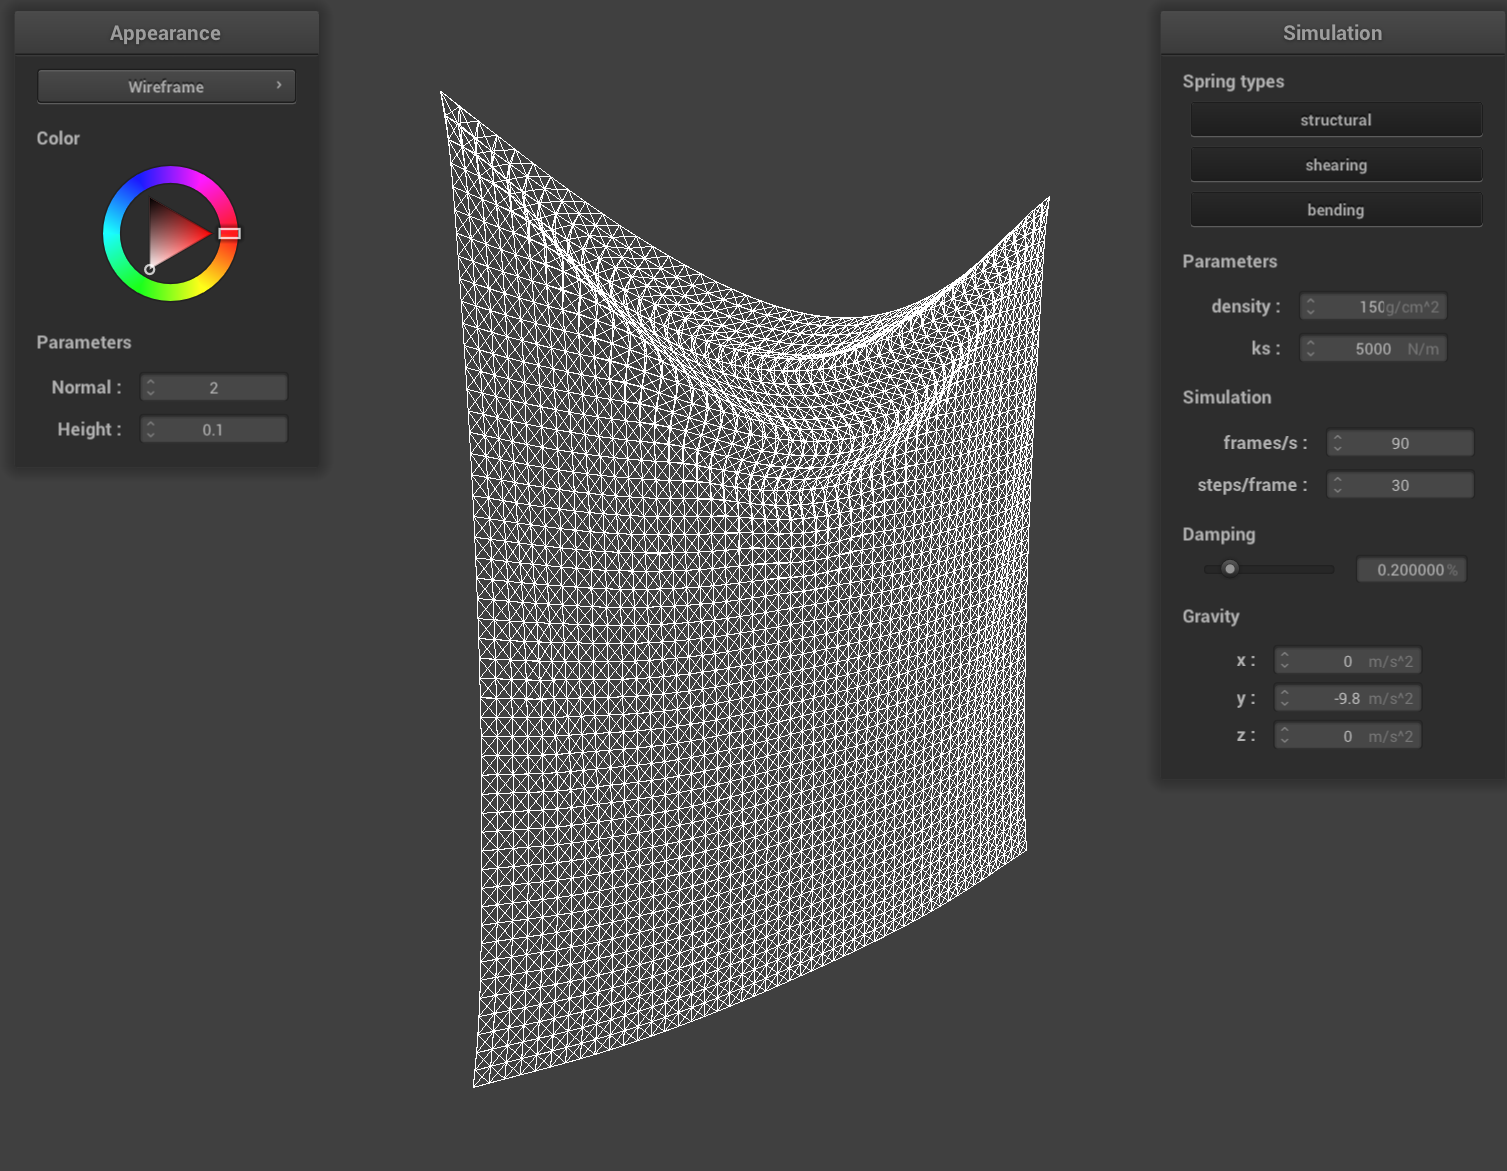 Appearance
Wireframe
Color
Parameters
Normal : 2
Height : 0.1
Simulation
Spring types
structural
shearing
bending
Parameters
density : 150 g/cm^2
ks : 5000 N/m
Simulation
frames/s : 90
steps/frame : 30
Damping
0.200000 %
Gravity
x : 0 m/s^2
y : -9.8 m/s^2
z : 0 m/s^2